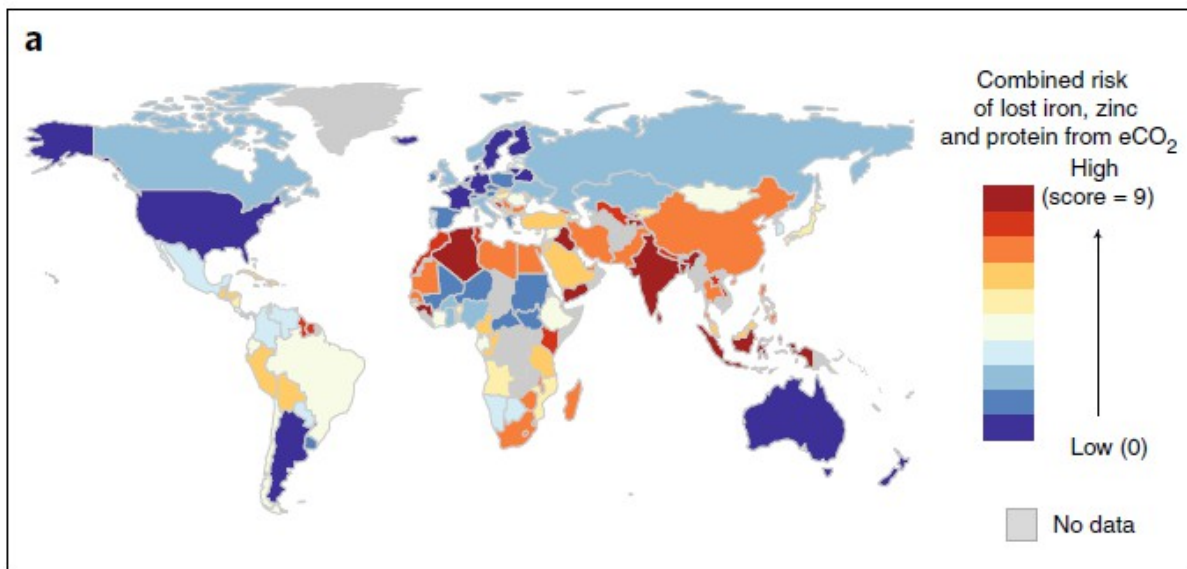 a
Combined risk
of lost iron, zinc
and protein from eCO₂
High
(score = 9)
Low (0)
No data